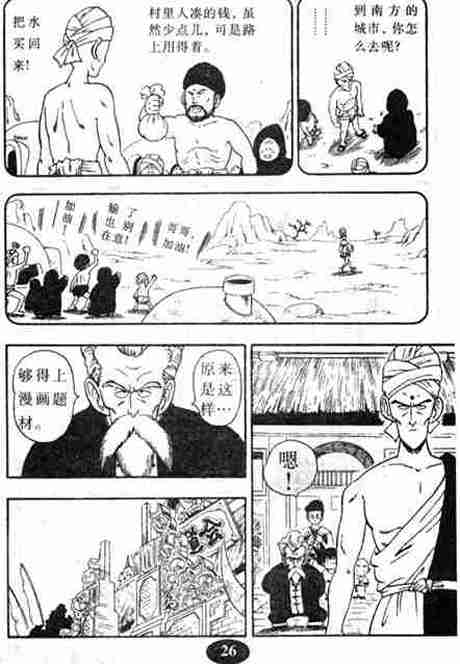 到南方的
城市，你怎
么去呢？
……
……
村里人凑的钱，虽
然少点儿，可是路
上用得着。
把水
买回
来！
哥哥，
加油！
输了
也别
在意！
加
油！
嗯！
原来
是这
样…
够得上
漫画题
材。
会
道
26